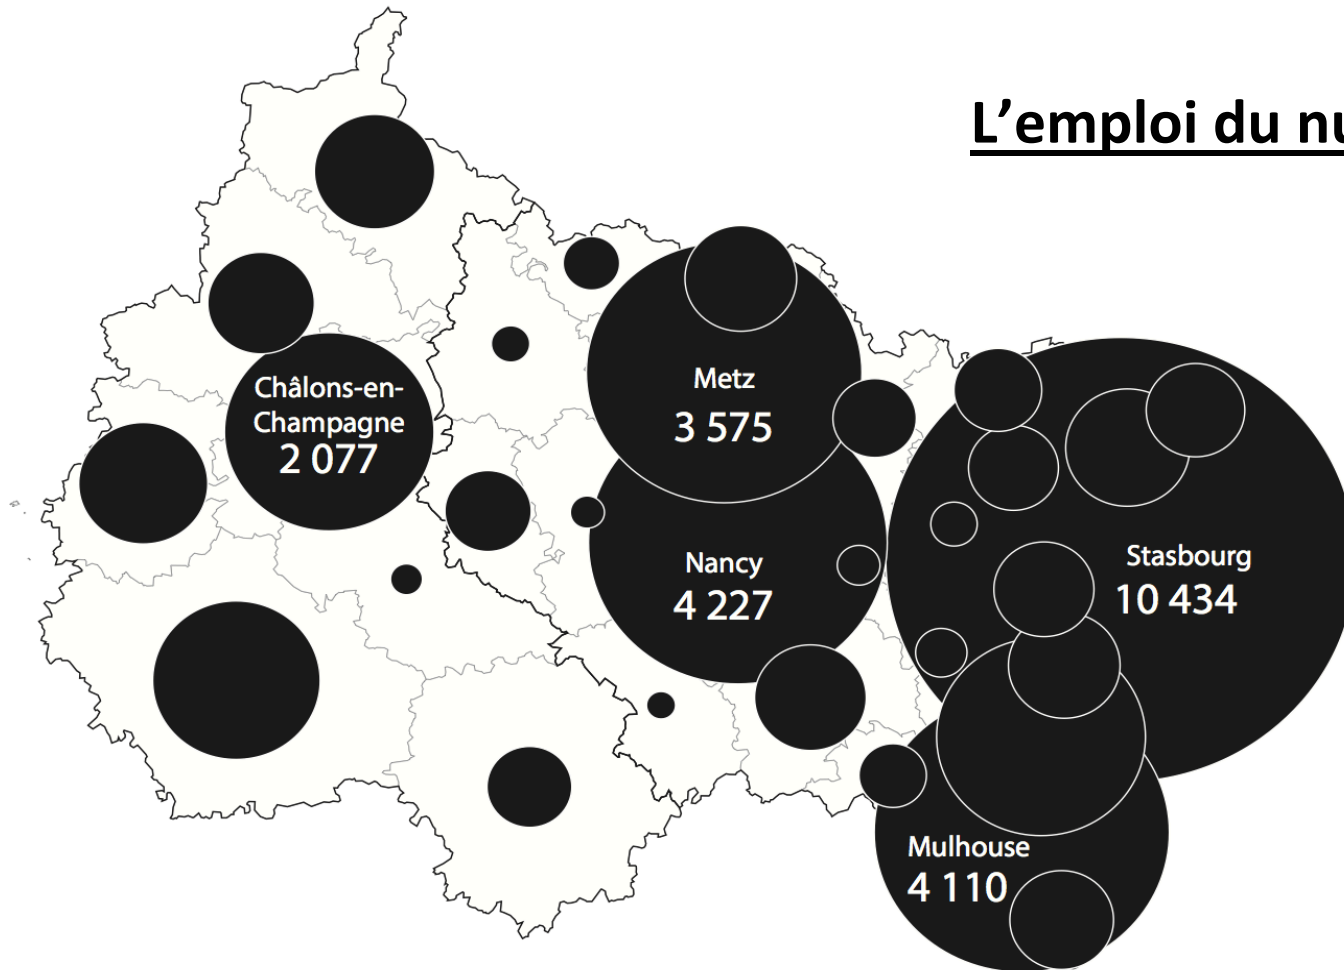 L'emploi du nu
Châlons-en-
Champagne
2 077
Metz
3 575
Nancy
4 227
Stasbourg
10 434
Mulhouse
4 110